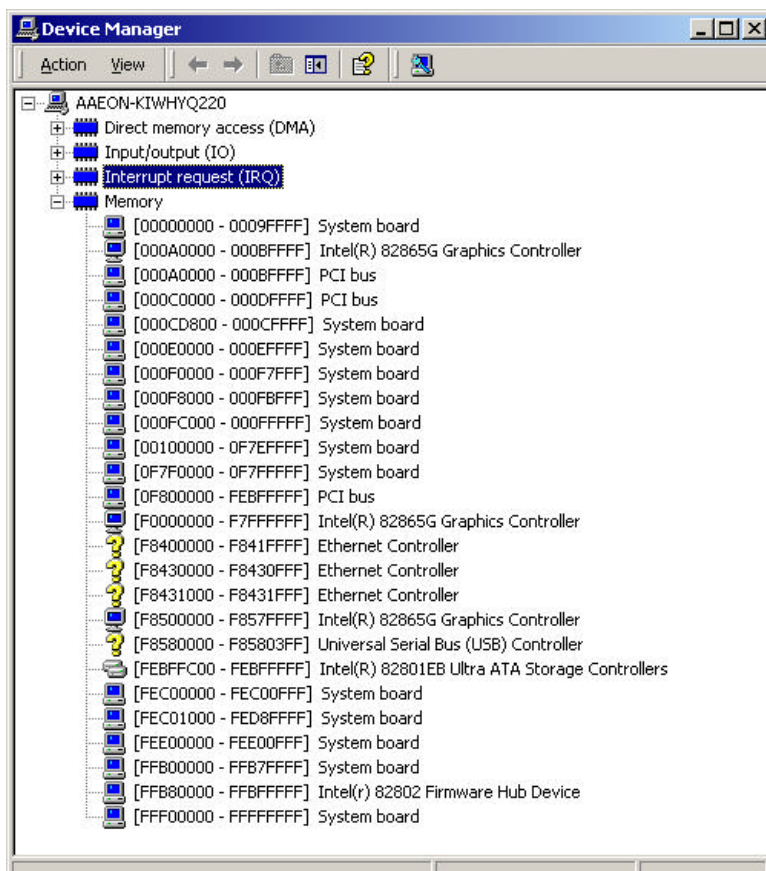 Device Manager
Action View
AAEON-KIWHYQ220
Direct memory access (DMA)
Input/output (IO)
Interrupt request (IRQ)
Memory
[00000000 - 0009FFFF] System board
[000A0000 - 000BFFFF] Intel(R) 82865G Graphics Controller
[000A0000 - 000BFFFF] PCI bus
[000C0000 - 000DFFFF] PCI bus
[000CD800 - 000CFFFF] System board
[000E0000 - 000EFFFF] System board
[000F0000 - 000F7FFF] System board
[000F8000 - 000FBFFF] System board
[000FC000 - 000FFFFF] System board
[00100000 - 0F7EFFFF] System board
[0F7F0000 - 0F7FFFFF] System board
[0F800000 - FEBFFFFF] PCI bus
[F0000000 - F7FFFFFF] Intel(R) 82865G Graphics Controller
[F8400000 - F841FFFF] Ethernet Controller
[F8430000 - F8430FFF] Ethernet Controller
[F8431000 - F8431FFF] Ethernet Controller
[F8500000 - F857FFFF] Intel(R) 82865G Graphics Controller
[F8580000 - F85803FF] Universal Serial Bus (USB) Controller
[FEBFFC00 - FEBFFFFF] Intel(R) 82801EB Ultra ATA Storage Controllers
[FEC00000 - FEC00FFF] System board
[FEC01000 - FED8FFFF] System board
[FEE00000 - FEE00FFF] System board
[FFB00000 - FFB7FFFF] System board
[FFB80000 - FFBFFFFF] Intel(r) 82802 Firmware Hub Device
[FFF00000 - FFFFFFFF] System board